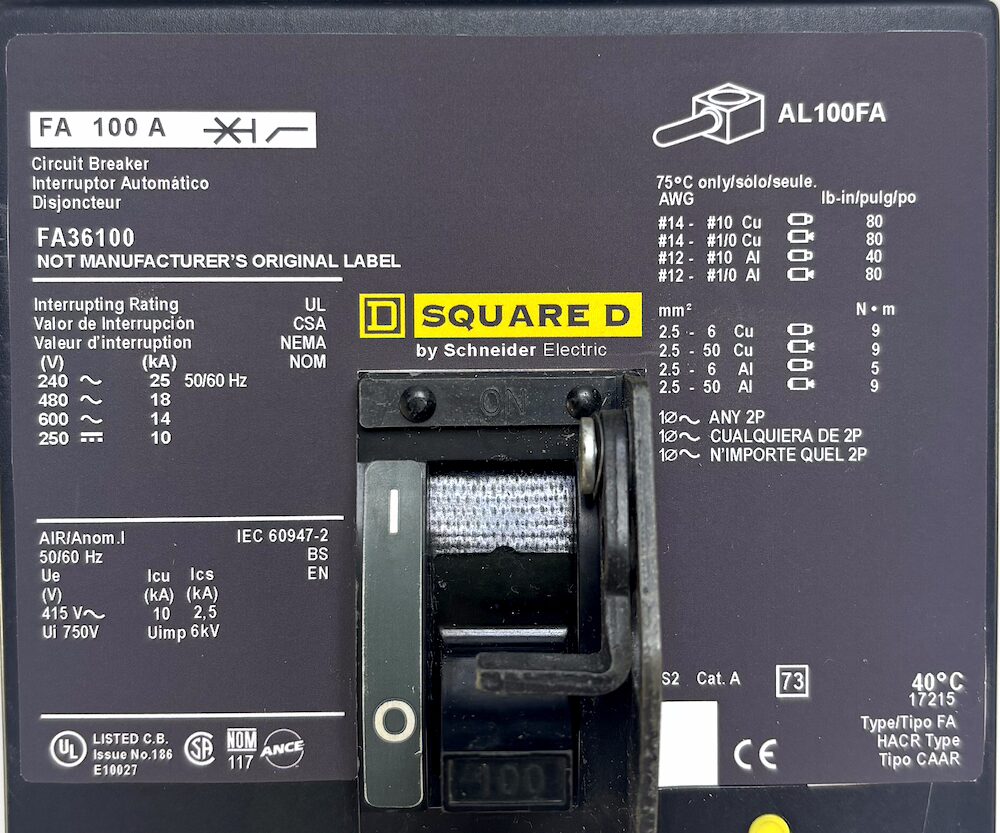 FA 100 A
Circuit Breaker
Interruptor Automático
Disjoncteur
FA36100
NOT MANUFACTURER'S ORIGINAL LABEL
Interrupting Rating UL
Valor de Interrupción CSA
Valeur d'interruption NEMA
(V) (kA) NOM
240 25 50/60 Hz
480 18
600 14
250 10
AIR/Anom.I IEC 60947-2
50/60 Hz BS
Ue Icu Ics EN
(V) (kA) (kA)
415 V~ 10 2,5
Ui 750V Uimp 6kV
UL LISTED C.B.
Issue No.186
E10027
SA
NOM
117
ANCE
D SQUARE D
by Schneider Electric
ON
I
O
100
AL100FA
75°C only/sólo/seule.
AWG lb-in/pulg/po
#14 - #10 Cu 80
#14 - #1/0 Cu 80
#12 - #10 Al 40
#12 - #1/0 Al 80
mm² N•m
2.5 - 6 Cu 9
2.5 - 50 Cu 9
2.5 - 6 Al 5
2.5 - 50 Al 9
1Ø~ ANY 2P
1Ø~ CUALQUIERA DE 2P
1Ø~ N'IMPORTE QUEL 2P
S2 Cat. A 73 40°C
17215
Type/Tipo FA
HACR Type
Tipo CAAR
CE